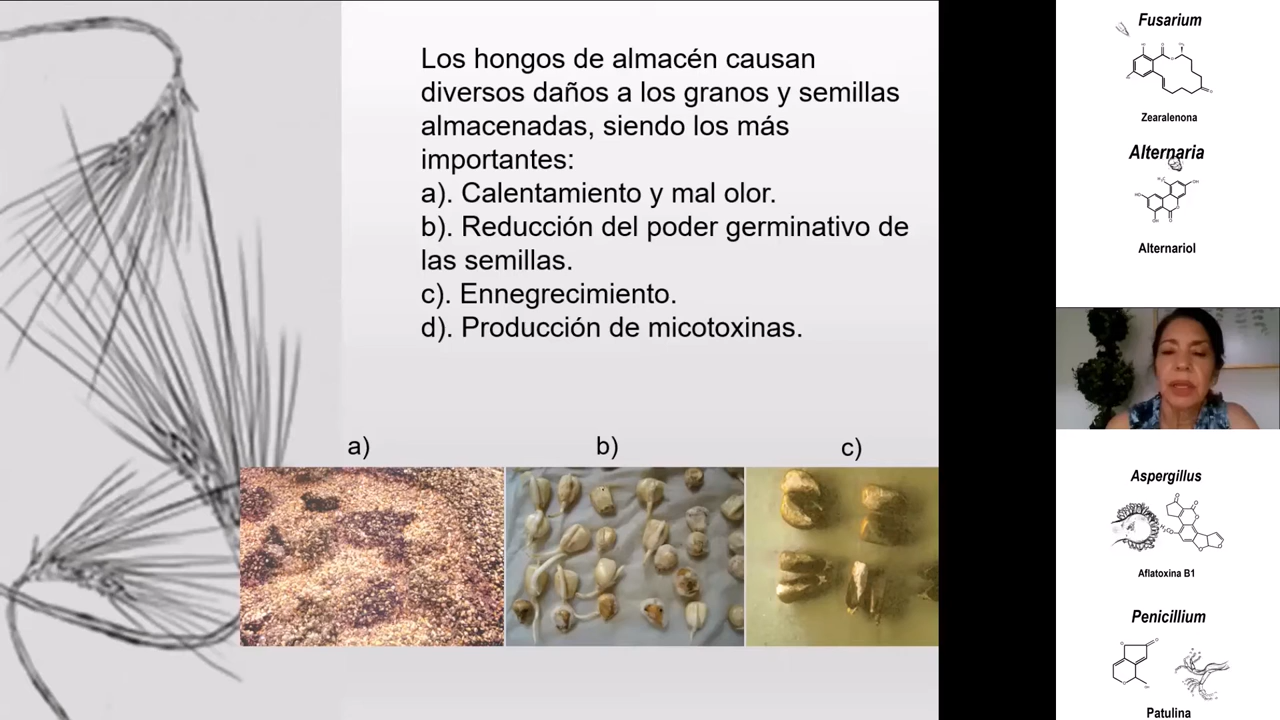 Los hongos de almacén causan
diversos daños a los granos y semillas
almacenadas, siendo los más
importantes:
a). Calentamiento y mal olor.
b). Reducción del poder germinativo de
las semillas.
c). Ennegrecimiento.
d). Producción de micotoxinas.
a)
b)
c)
Fusarium
Zearalenona
Alternaria
Alternariol
Aspergillus
Aflatoxina B1
Penicillium
Patulina